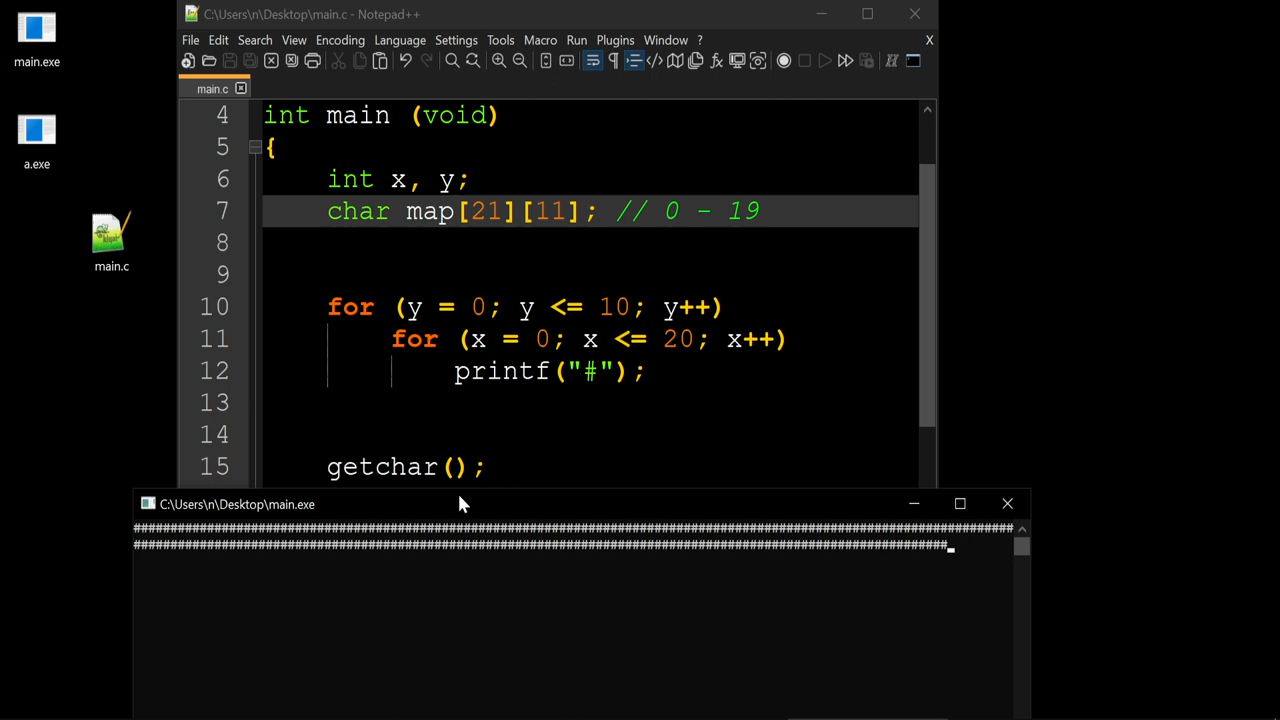 C:\Users\n\Desktop\main.c - Notepad++
File Edit Search View Encoding Language Settings Tools Macro Run Plugins Window ? X
main.c
4 int main (void)
5 {
6 int x, y;
7 char map[21][11]; // 0 - 19
8
9
10 for (y = 0; y <= 10; y++)
11 for (x = 0; x <= 20; x++)
12 printf("#");
13
14
15 getchar();
main.exe
a.exe
main.c
C:\Users\n\Desktop\main.exe
########################################################################################################################
###############################################################################################################